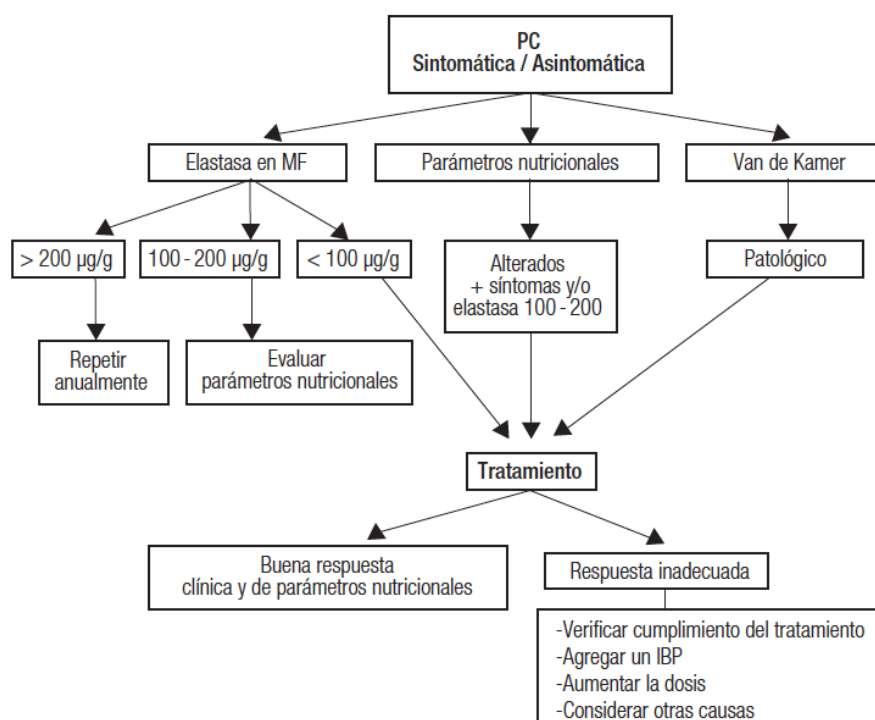 PC
Sintomática / Asintomática
Elastasa en MF
Parámetros nutricionales
Van de Kamer
> 200 µg/g
100 - 200 µg/g
< 100 µg/g
Alterados
+ síntomas y/o
elastasa 100 - 200
Patológico
Repetir
anualmente
Evaluar
parámetros nutricionales
Tratamiento
Buena respuesta
clínica y de parámetros nutricionales
Respuesta inadecuada
-Verificar cumplimiento del tratamiento
-Agregar un IBP
-Aumentar la dosis
-Considerar otras causas